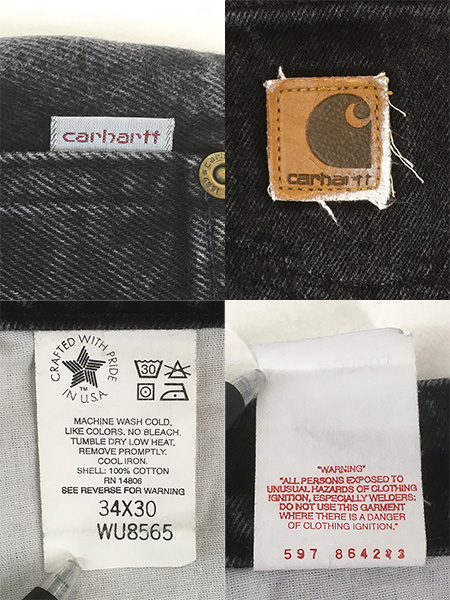 carhartt
1889
carhartt
CRAFTED WITH PRIDE
IN U.S.A.
30
MACHINE WASH COLD,
LIKE COLORS. NO BLEACH.
TUMBLE DRY LOW HEAT,
REMOVE PROMPTLY.
COOL IRON.
SHELL: 100% COTTON
RN 14806
SEE REVERSE FOR WARNING
34X30
WU8565
"WARNING"
"ALL PERSONS EXPOSED TO
UNUSUAL HAZARDS OF CLOTHING
IGNITION, ESPECIALLY WELDERS:
DO NOT USE THIS GARMENT
WHERE THERE IS A DANGER
OF CLOTHING IGNITION."
597 8642